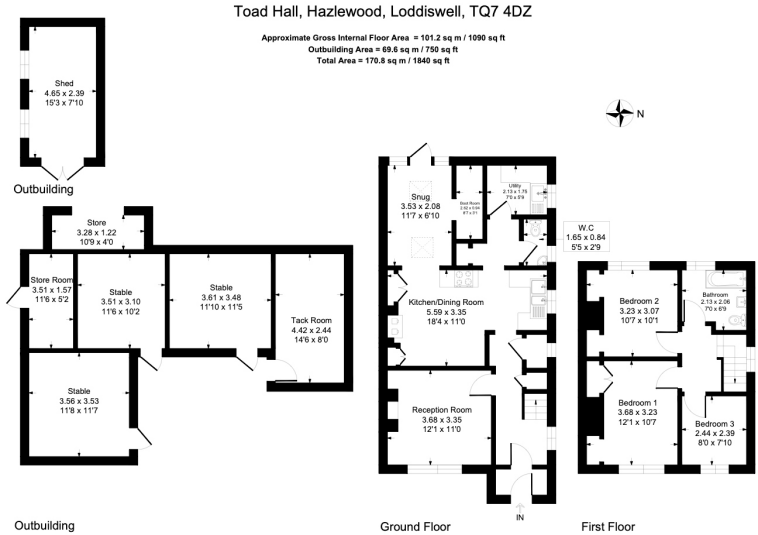 Toad Hall, Hazlewood, Loddiswell, TQ7 4DZ
Approximate Gross Internal Floor Area = 101.2 sq m / 1090 sq ft
Outbuilding Area = 69.6 sq m / 750 sq ft
Total Area = 170.8 sq m / 1840 sq ft
N
Shed
4.65 x 2.39
15'3 x 7'10
Outbuilding
Store
3.28 x 1.22
10'9 x 4'0
Store Room
3.51 x 1.57
11'6 x 5'2
Stable
3.51 x 3.10
11'6 x 10'2
Stable
3.61 x 3.48
11'10 x 11'5
Tack Room
4.42 x 2.44
14'6 x 8'0
Stable
3.56 x 3.53
11'8 x 11'7
Outbuilding
Snug
3.53 x 2.08
11'7 x 6'10
Boot Room
2.62 x 0.94
8'7 x 3'1
Utility
2.13 x 1.75
7'0 x 5'9
W.C
1.65 x 0.84
5'5 x 2'9
Kitchen/Dining Room
5.59 x 3.35
18'4 x 11'0
Reception Room
3.68 x 3.35
12'1 x 11'0
IN
Ground Floor
Bedroom 2
3.23 x 3.07
10'7 x 10'1
Bathroom
2.13 x 2.06
7'0 x 6'9
Bedroom 1
3.68 x 3.23
12'1 x 10'7
Bedroom 3
2.44 x 2.39
8'0 x 7'10
First Floor